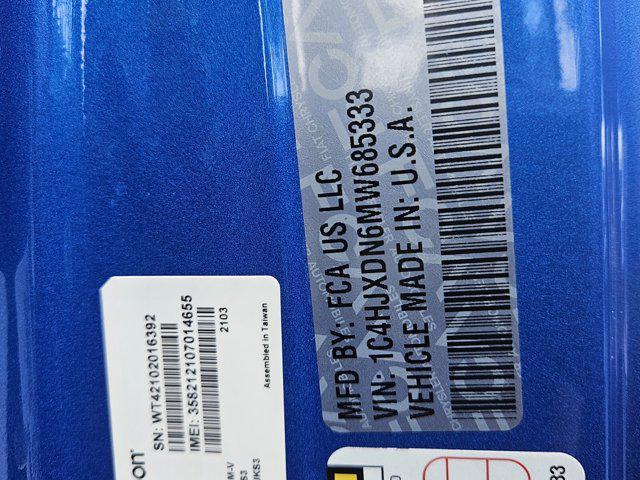 MFD BY: FCA US LLC
VIN: 1C4HJXDN6MW685333
VEHICLE MADE IN: U.S.A.
SN: WT42102016392
IMEI: 358212107014655
2103
Assembled in Taiwan